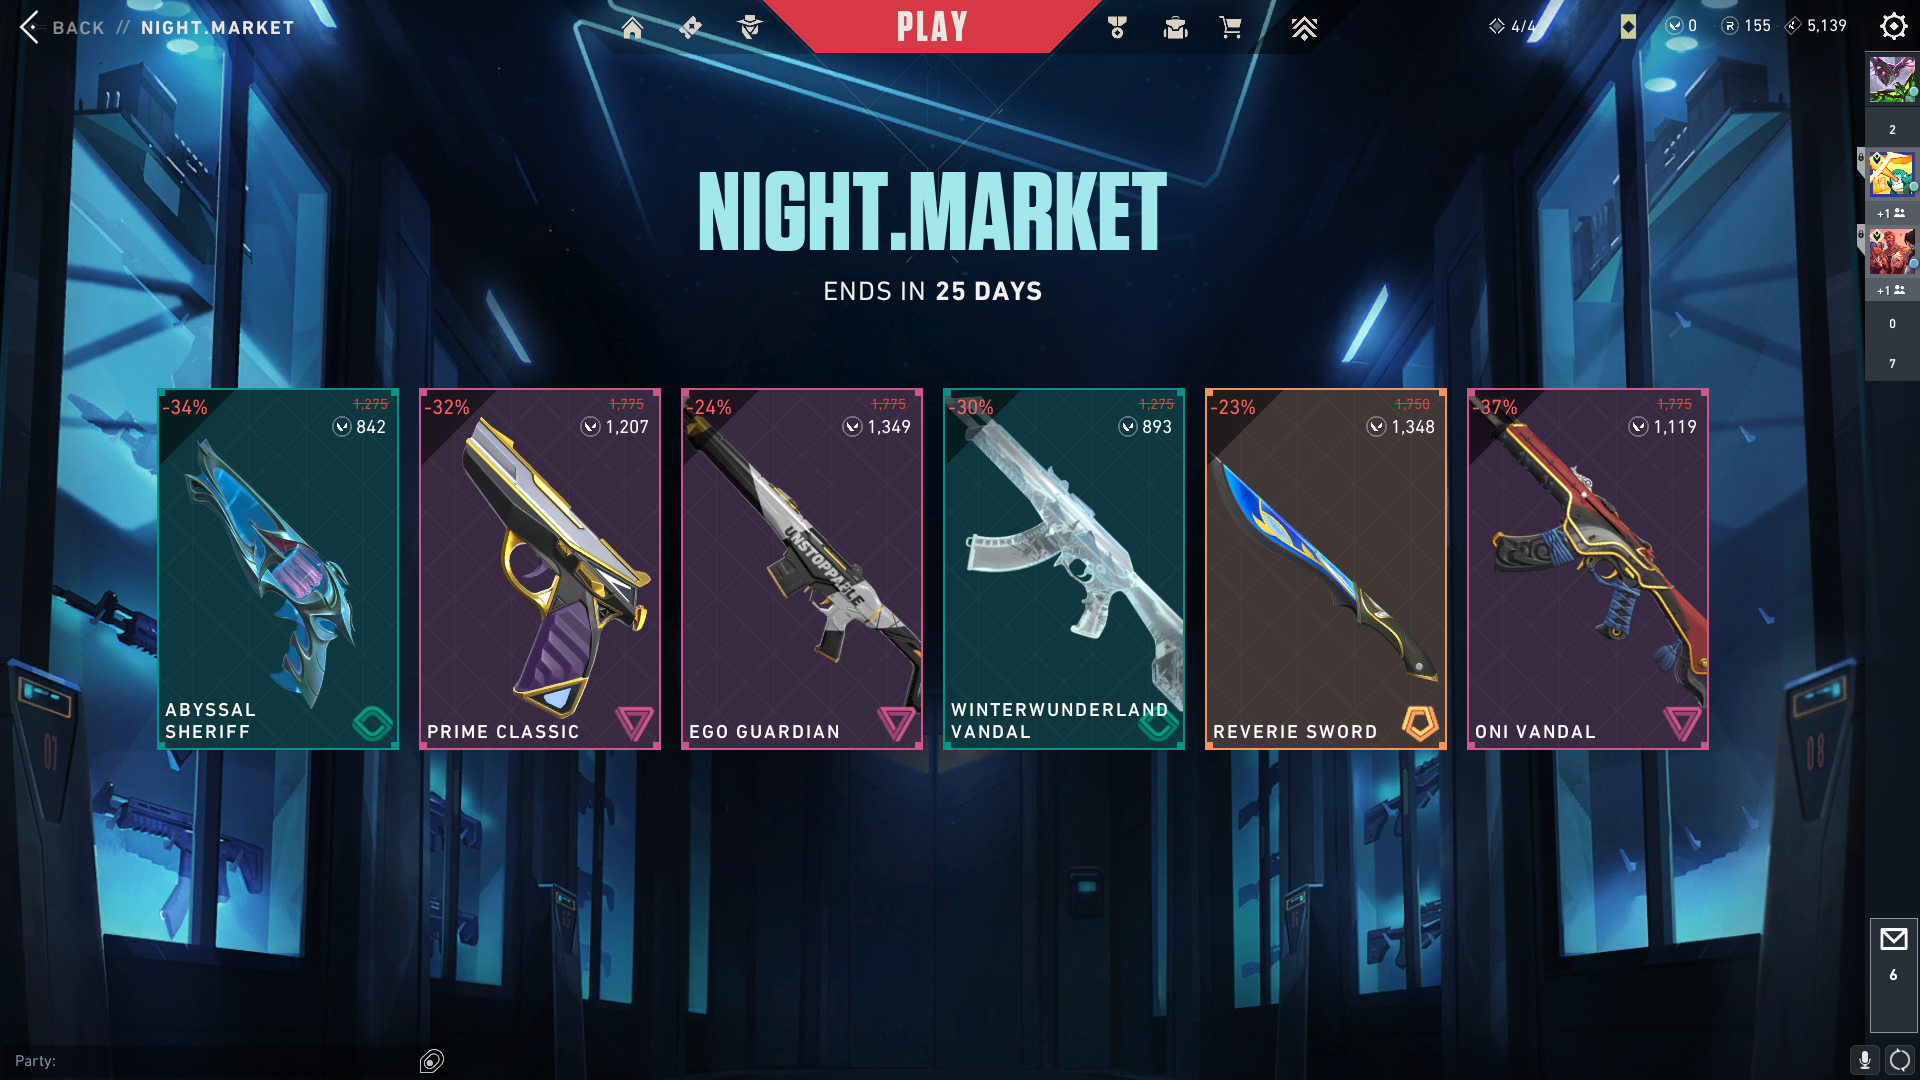 BACK // NIGHT.MARKET
PLAY
4/4
0
155
5,139
NIGHT.MARKET
ENDS IN 25 DAYS
-34%
1,275
842
ABYSSAL
SHERIFF
-32%
1,775
1,207
PRIME CLASSIC
-24%
1,775
1,349
UNSTOPPABLE
EGO GUARDIAN
-30%
1,275
893
WINTERWUNDERLAND
VANDAL
-23%
1,750
1,348
REVERIE SWORD
-37%
1,775
1,119
ONI VANDAL
2
+1
+1
0
7
07
08
15
6
Party: